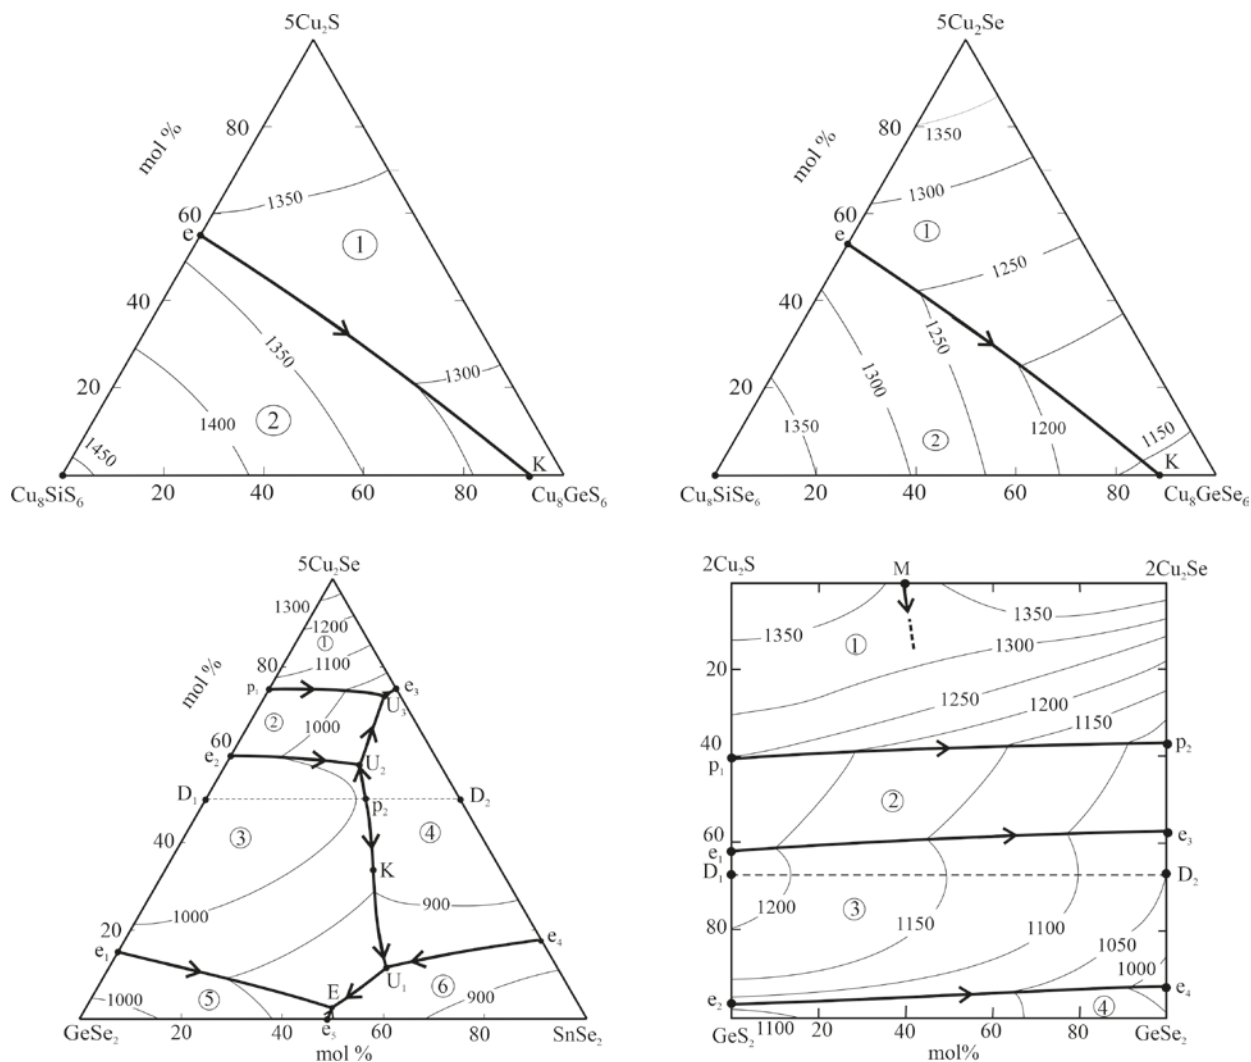 5Cu₂S
mol %
80
60
40
20
e
1350
①
1350
1300
1400
②
1450
K
Cu₈SiS₆
20
40
60
80
Cu₈GeS₆
5Cu₂Se
mol %
80
60
40
20
e
1350
1300
①
1250
1250
1300
1350
②
1200
1150
K
Cu₈SiSe₆
20
40
60
80
Cu₈GeSe₆
5Cu₂Se
mol %
1300
1200
①
80
1100
p₁
e₃
U₃
②
1000
60
e₂
U₂
D₁
p₂
D₂
③
④
40
K
1000
900
20
e₁
e₄
U₁
E
⑤
⑥
1000
900
GeSe₂
20
40
e₅
60
80
SnSe₂
mol %
2Cu₂S
M
2Cu₂Se
1350
①
1350
1300
20
1250
1200
1150
40
p₁
p₂
②
60
e₁
e₃
D₁
D₂
1200
③
1150
1100
80
1050
1000
e₂
e₄
④
1100
GeS₂
20
40
60
80
GeSe₂
mol%